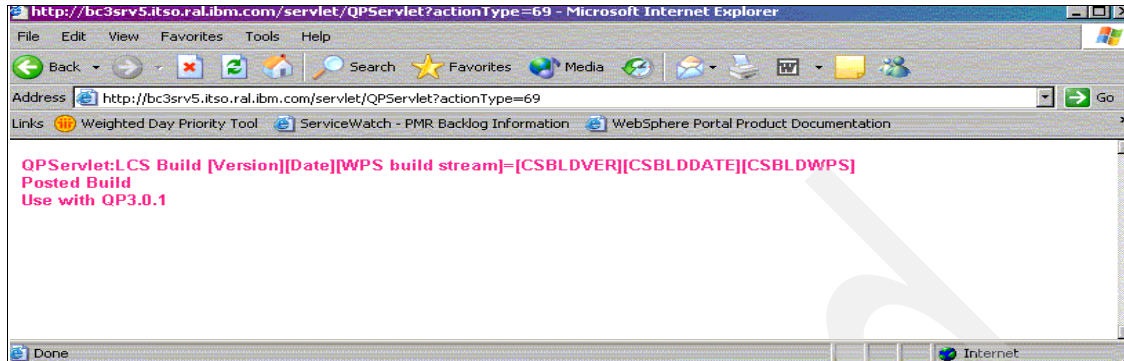 http://bc3srv5.itso.ral.ibm.com/servlet/QPServlet?actionType=69 - Microsoft Internet Explorer
File Edit View Favorites Tools Help
Back Search Favorites Media
Address http://bc3srv5.itso.ral.ibm.com/servlet/QPServlet?actionType=69 Go
Links Weighted Day Priority Tool ServiceWatch - PMR Backlog Information WebSphere Portal Product Documentation
QPServlet:LCS Build [Version][Date][WPS build stream]=[CSBLDVER][CSBLDDATE][CSBLDWPS]
Posted Build
Use with QP3.0.1
Done Internet